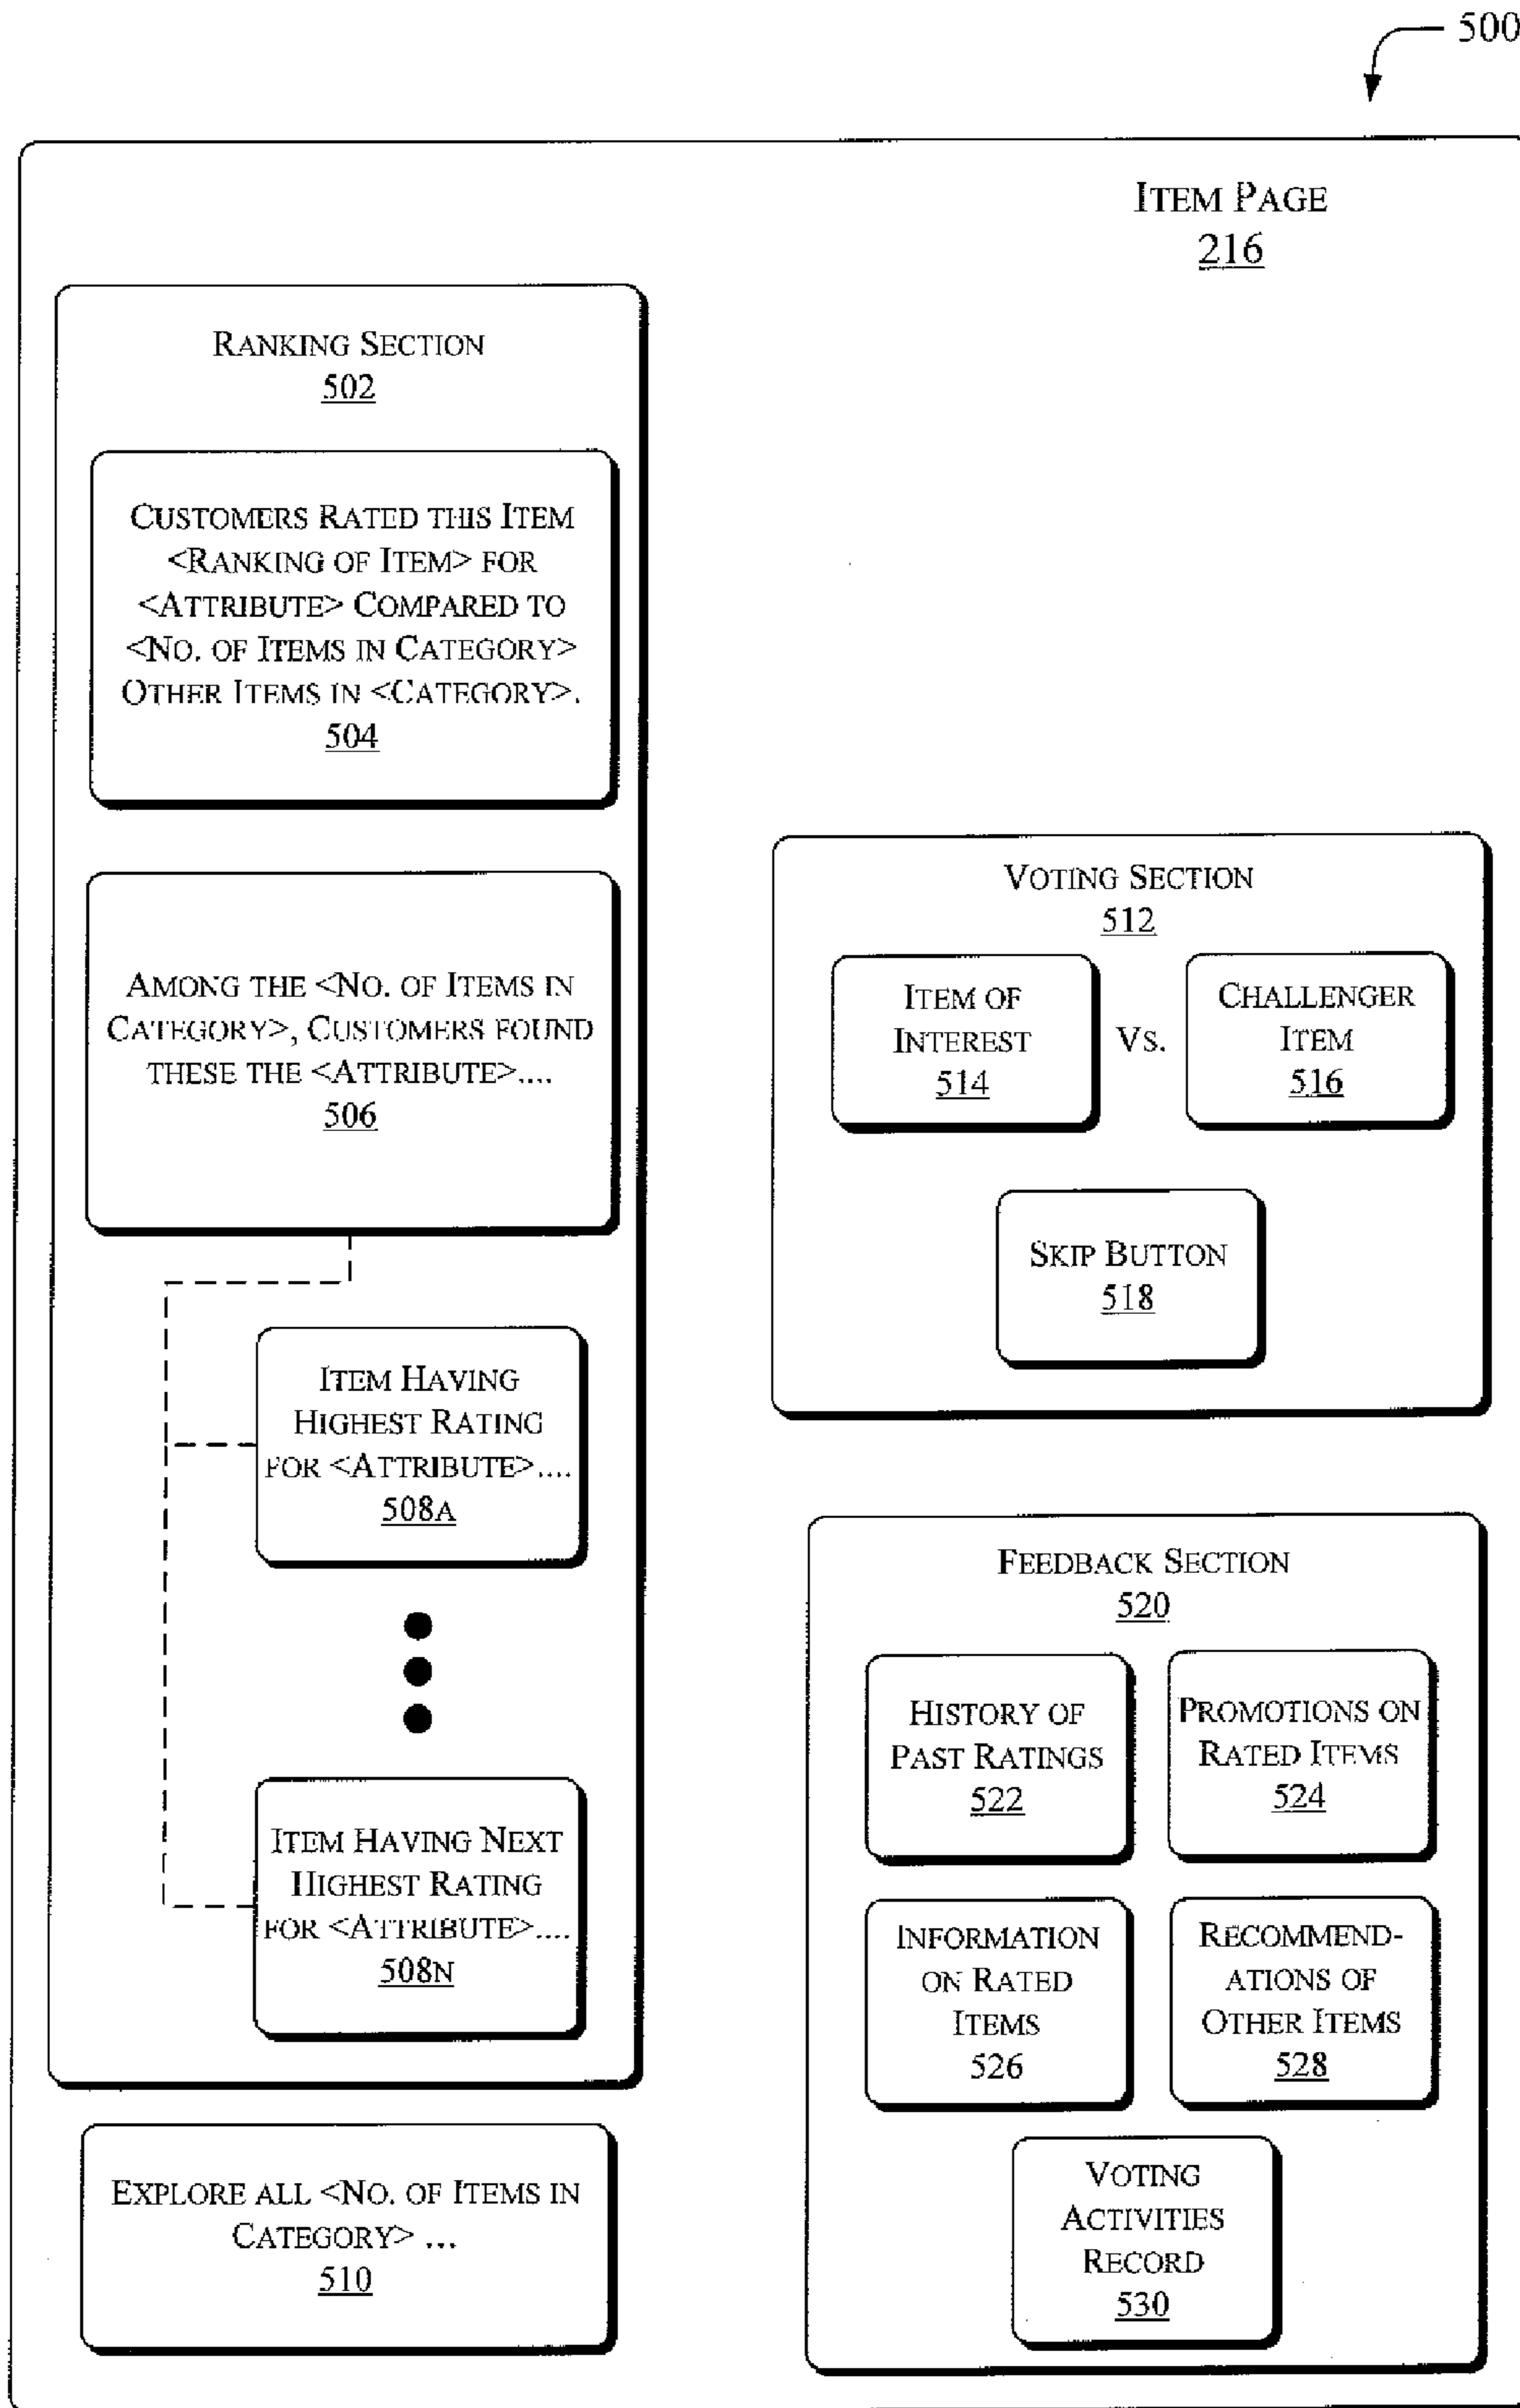 500
ITEM PAGE
216
RANKING SECTION
502
CUSTOMERS RATED THIS ITEM
<RANKING OF ITEM> FOR
<ATTRIBUTE> COMPARED TO
<NO. OF ITEMS IN CATEGORY>
OTHER ITEMS IN <CATEGORY>.
504
AMONG THE <NO. OF ITEMS IN
CATEGORY>, CUSTOMERS FOUND
THESE THE <ATTRIBUTE>....
506
ITEM HAVING
HIGHEST RATING
FOR <ATTRIBUTE>....
508A
ITEM HAVING NEXT
HIGHEST RATING
FOR <ATTRIBUTE>....
508N
EXPLORE ALL <NO. OF ITEMS IN
CATEGORY> ...
510
VOTING SECTION
512
ITEM OF
INTEREST
514
VS.
CHALLENGER
ITEM
516
SKIP BUTTON
518
FEEDBACK SECTION
520
HISTORY OF
PAST RATINGS
522
PROMOTIONS ON
RATED ITEMS
524
INFORMATION
ON RATED
ITEMS
526
RECOMMEND-
ATIONS OF
OTHER ITEMS
528
VOTING
ACTIVITIES
RECORD
530